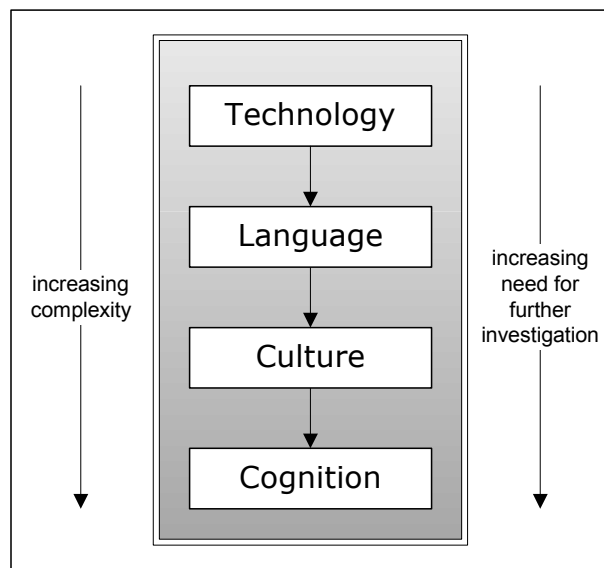 Technology
Language
Culture
Cognition
increasing
complexity
increasing
need for
further
investigation